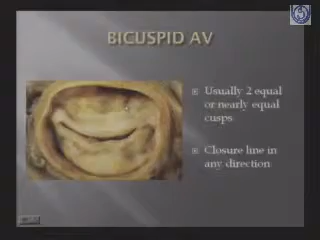 BICUSPID AV
Usually 2 equal
or nearly equal
cusps
Closure line in
any direction